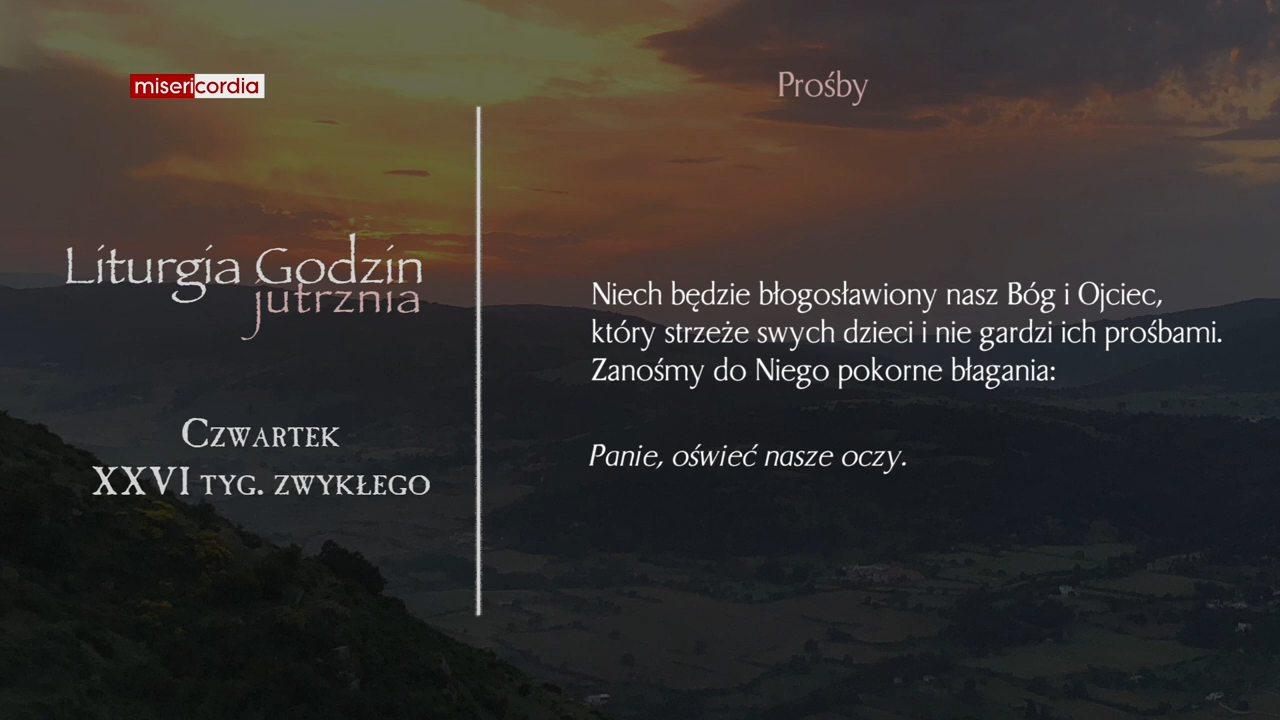 misericordia
Prośby
Liturgia Godzin
jutrznia
Czwartek
XXVI tyg. zwykłego
Niech będzie błogosławiony nasz Bóg i Ojciec,
który strzeże swych dzieci i nie gardzi ich prośbami.
Zanośmy do Niego pokorne błagania:
Panie, oświeć nasze oczy.